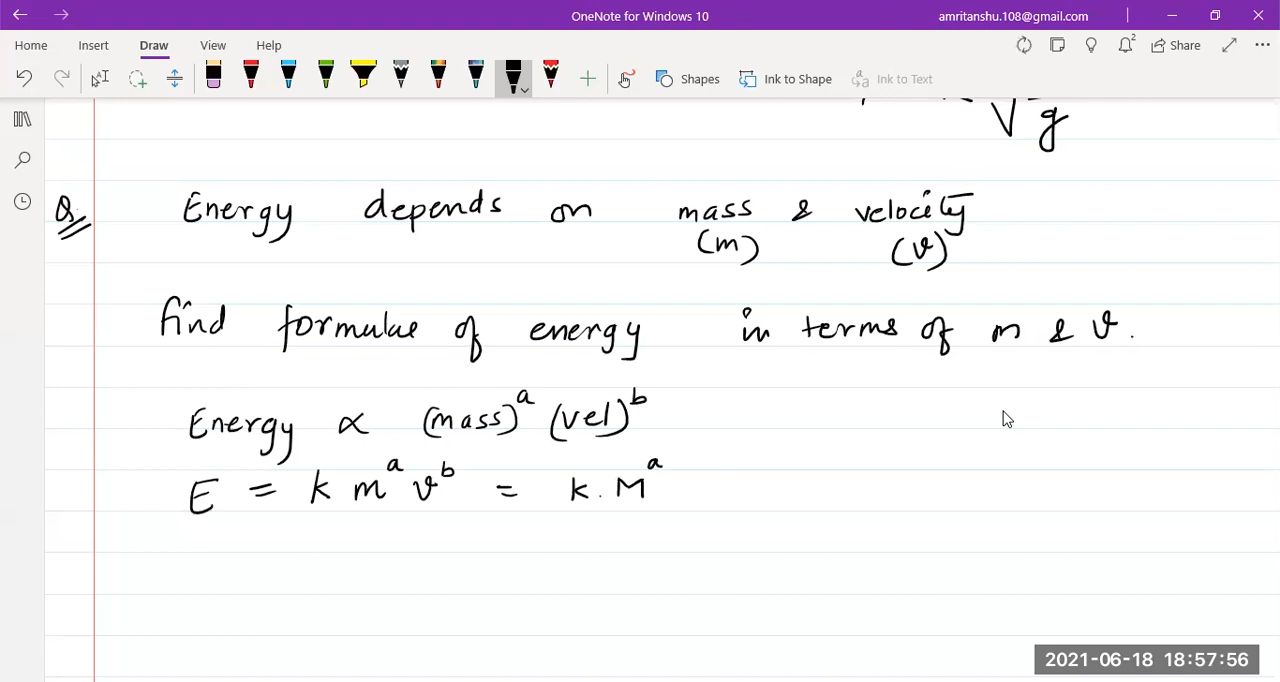 OneNote for Windows 10
amritanshu.108@gmail.com
Home Insert Draw View Help
Share
Shapes Ink to Shape Ink to Text
√ g
Q. Energy depends on mass & velocity
(m) (v)
find formulae of energy in terms of m & v.
Energy ∝ (mass)^a (vel)^b
E = k m^a v^b = k . M^a
2021-06-18 18:57:56